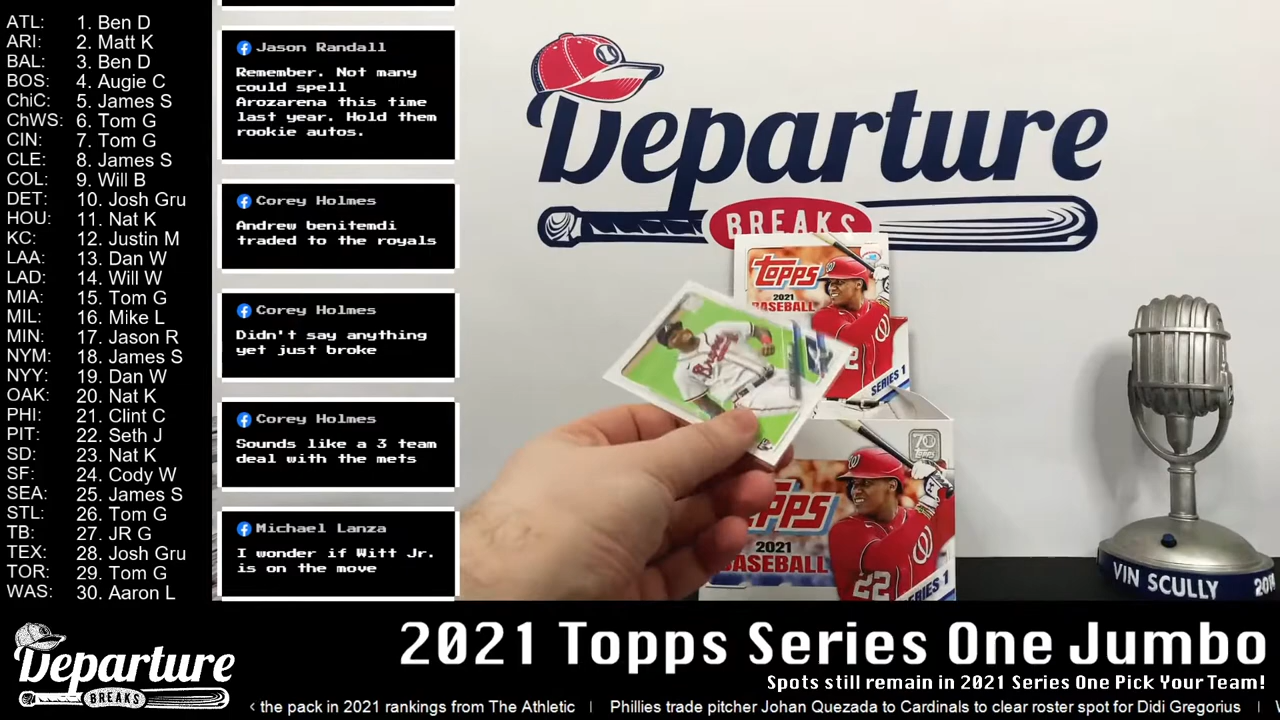 ATL: 1. Ben D
ARI: 2. Matt K
BAL: 3. Ben D
BOS: 4. Augie C
ChiC: 5. James S
ChWS: 6. Tom G
CIN: 7. Tom G
CLE: 8. James S
COL: 9. Will B
DET: 10. Josh Gru
HOU: 11. Nat K
KC: 12. Justin M
LAA: 13. Dan W
LAD: 14. Will W
MIA: 15. Tom G
MIL: 16. Mike L
MIN: 17. Jason R
NYM: 18. James S
NYY: 19. Dan W
OAK: 20. Nat K
PHI: 21. Clint C
PIT: 22. Seth J
SD: 23. Nat K
SF: 24. Cody W
SEA: 25. James S
STL: 26. Tom G
TB: 27. JR G
TEX: 28. Josh Gru
TOR: 29. Tom G
WAS: 30. Aaron L
Jason Randall
Remember. Not many
could spell
Arozarena this time
last year. Hold them
rookie autos.
Corey Holmes
Andrew benitemdi
traded to the royals
Corey Holmes
Didn't say anything
yet just broke
Corey Holmes
Sounds like a 3 team
deal with the mets
Michael Lanza
I wonder if Witt Jr.
is on the move
Departure
BREAKS
TOPPS
2021
BASEBALL
SERIES 1
Braves
70
Topps
PPS
2021
BASEBALL
22
RIES 1
VIN SCULLY
Departure
BREAKS
2021 Topps Series One Jumbo
Spots still remain in 2021 Series One Pick Your Team!
‹ the pack in 2021 rankings from The Athletic | Phillies trade pitcher Johan Quezada to Cardinals to clear roster spot for Didi Gregorius |